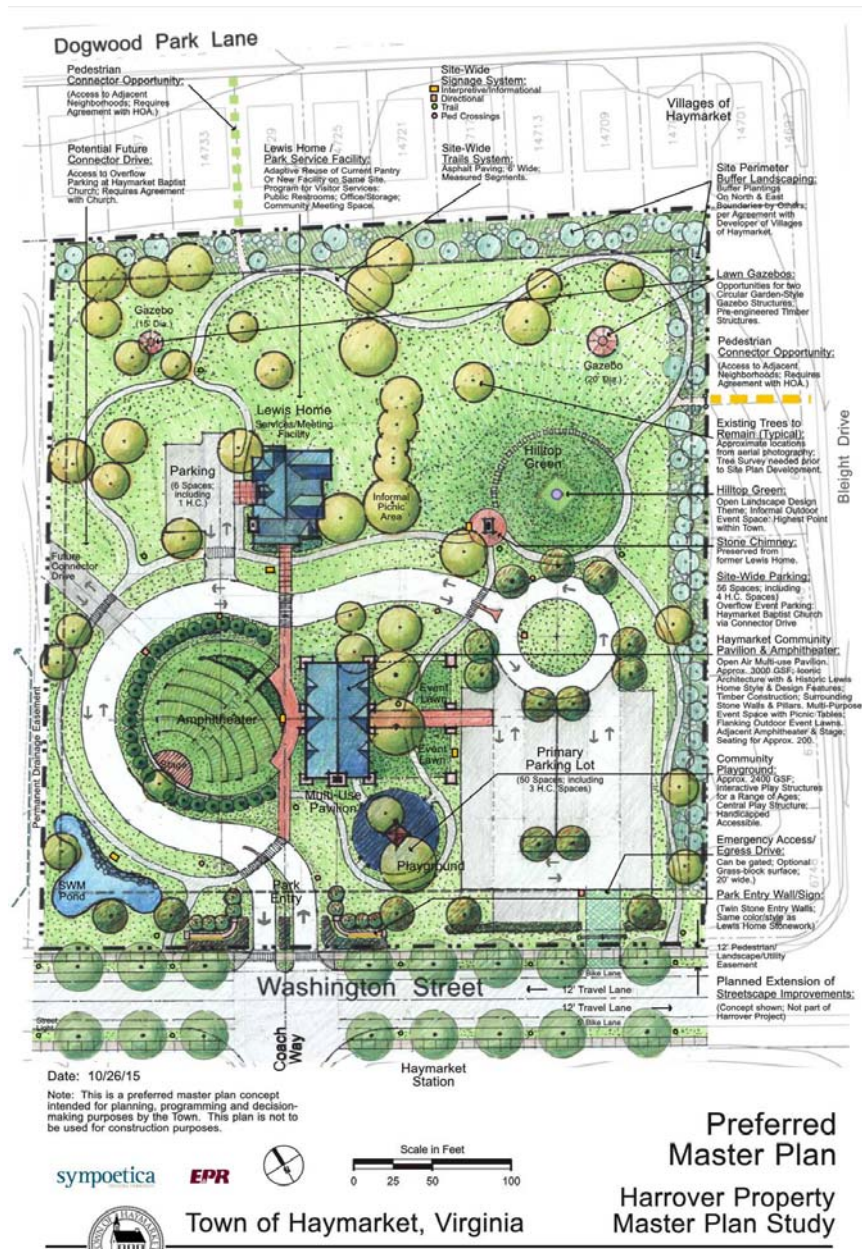 Dogwood Park Lane
Pedestrian
Connector Opportunity:
(Access to Adjacent
Neighborhoods; Requires
Agreement with HOA.)
Potential Future
Connector Drive:
Access to Overflow
Parking at Haymarket Baptist
Church; Requires Agreement
with Church.
Lewis Home /
Park Service Facility:
Adaptive Reuse of Current Pantry
Or New Facility on Same Site.
Program for Visitor Services:
Public Restrooms; Office/Storage;
Community Meeting Space.
Site-Wide
Signage System:
Interpretive/Informational
Directional
Trail
Ped Crossings
Site-Wide
Trails System:
Asphalt Paving; 6' Wide;
Measured Segments.
Villages of
Haymarket
14733
14721
14713
14709
14701
Site Perimeter
Buffer Landscaping:
Buffer Plantings
On North & East
Boundaries by Others;
per Agreement with
Developer of Villages
of Haymarket.
Lawn Gazebos:
Opportunities for two
Circular Garden-Style
Gazebo Structures;
Pre-engineered Timber
Structures.
Pedestrian
Connector Opportunity:
(Access to Adjacent
Neighborhoods; Requires
Agreement with HOA.)
Bleight Drive
Existing Trees to
Remain (Typical):
Approximate locations
from aerial photography;
Tree Survey needed prior
to Site Plan Development.
Hilltop Green:
Open Landscape Design
Theme; Informal Outdoor
Event Space; Highest Point
within Town.
Stone Chimney:
Preserved from
former Lewis Home.
Site-Wide Parking:
56 Spaces; including
4 H.C. Spaces)
Overflow Event Parking:
Haymarket Baptist Church
via Connector Drive
Haymarket Community
Pavilion & Amphitheater:
Open Air Multi-use Pavilion.
Approx. 3000 GSF; Iconic
Architecture with & Historic Lewis
Home Style & Design Features;
Timber Construction; Surrounding
Stone Walls & Pillars. Multi-Purpose
Event Space with Picnic Tables;
Flanking Outdoor Event Lawns.
Adjacent Amphitheater & Stage;
Seating for Approx. 200.
Community
Playground:
Approx. 2400 GSF;
Interactive Play Structures
for a Range of Ages;
Central Play Structure;
Handicapped
Accessible.
Emergency Access/
Egress Drive:
Can be gated; Optional
Grass-block surface;
20' wide.)
Park Entry Wall/Sign:
(Twin Stone Entry Walls;
Same color/style as
Lewis Home Stonework)
12' Pedestrian/
Landscape/Utility
Easement
Planned Extension of
Streetscape Improvements:
(Concept shown; Not part of
Harrover Project)
Gazebo
(15' Dia.)
Gazebo
(20' Dia.)
Lewis Home
Services/Meeting
Facility
Parking
(6 Spaces;
including
1 H.C.)
Informal
Picnic
Area
Hilltop
Green
Future
Connector
Drive
Permanent Drainage Easement
Amphitheater
Stage
Event
Lawn
Event
Lawn
Multi-Use
Pavilion
Primary
Parking Lot
(50 Spaces; including
3 H.C. Spaces)
Playground
SWM
Pond
Park
Entry
Washington Street
Bike Lane
12' Travel Lane
12' Travel Lane
Bike Lane
Street
Light
Coach
Way
Haymarket
Station
Date: 10/26/15
Note: This is a preferred master plan concept
intended for planning, programming and decision-
making purposes by the Town. This plan is not to
be used for construction purposes.
sympoetica
EPR
Scale in Feet
0 25 50 100
Preferred
Master Plan
Town of Haymarket, Virginia
Harrover Property
Master Plan Study